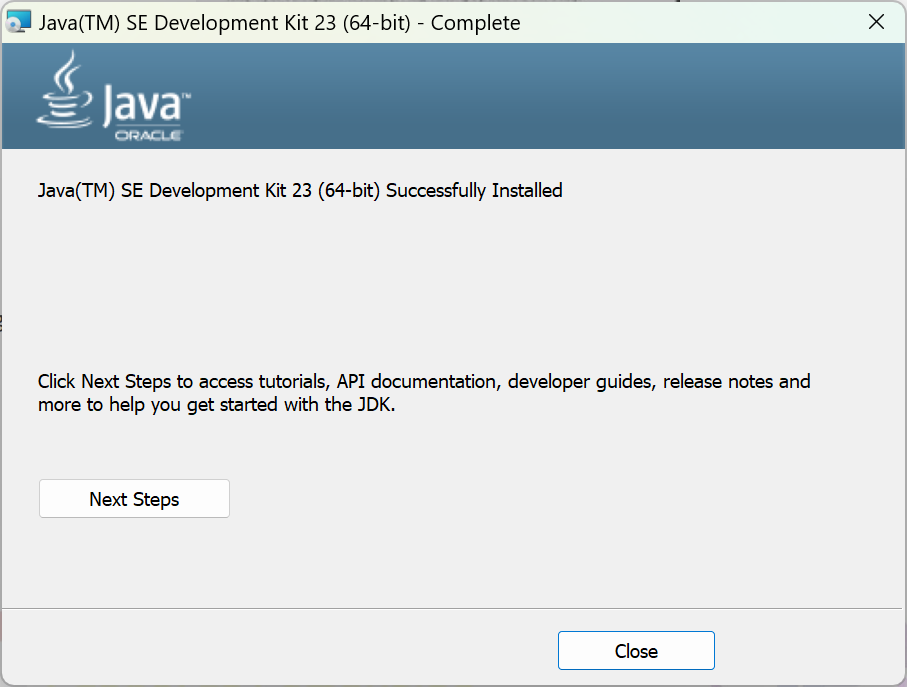 Java(TM) SE Development Kit 23 (64-bit) - Complete
Java™
ORACLE
Java(TM) SE Development Kit 23 (64-bit) Successfully Installed
Click Next Steps to access tutorials, API documentation, developer guides, release notes and
more to help you get started with the JDK.
Next Steps
Close